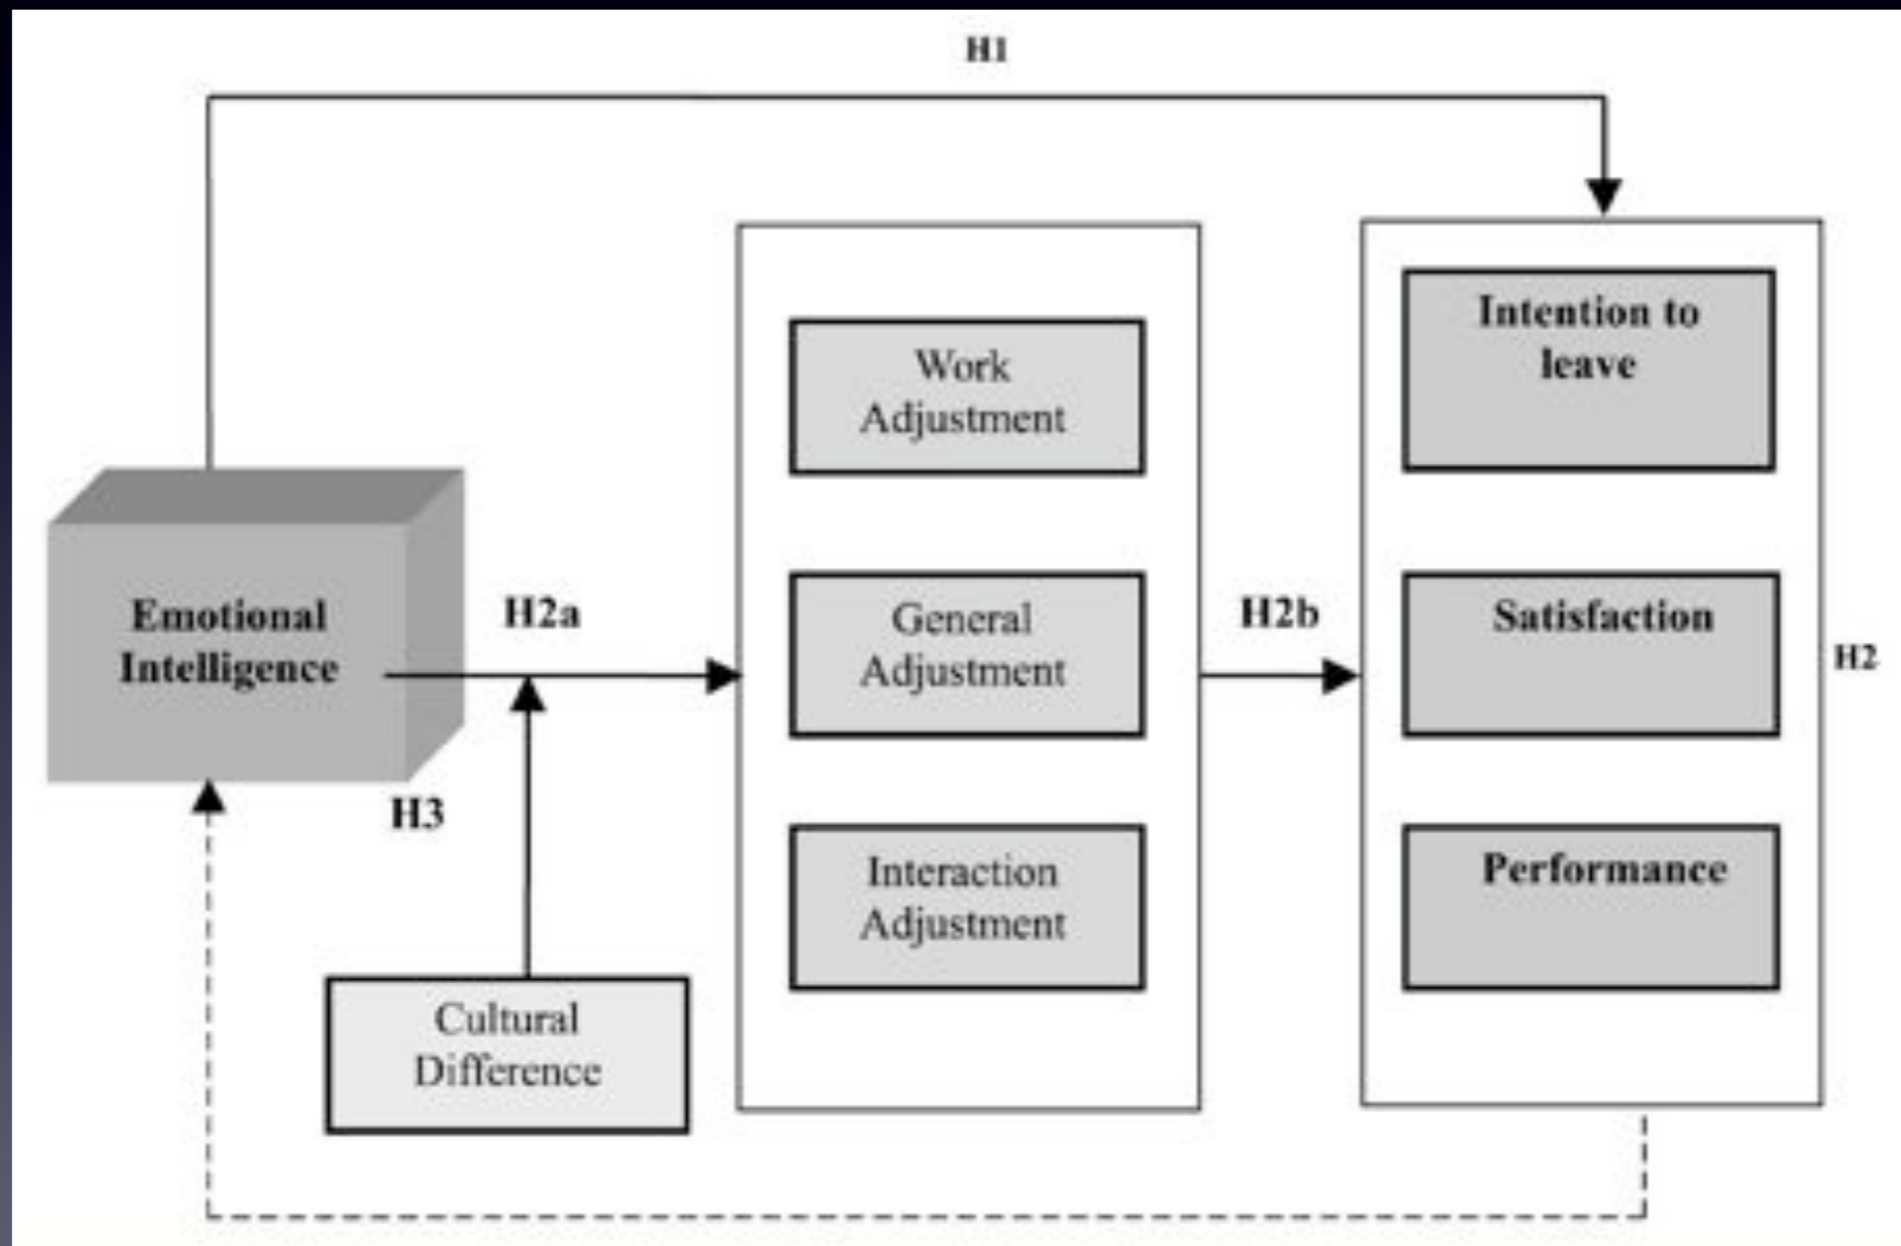 H1
Emotional
Intelligence
H2a
H3
Cultural
Difference
Work
Adjustment
General
Adjustment
Interaction
Adjustment
H2b
Intention to
leave
Satisfaction
Performance
H2